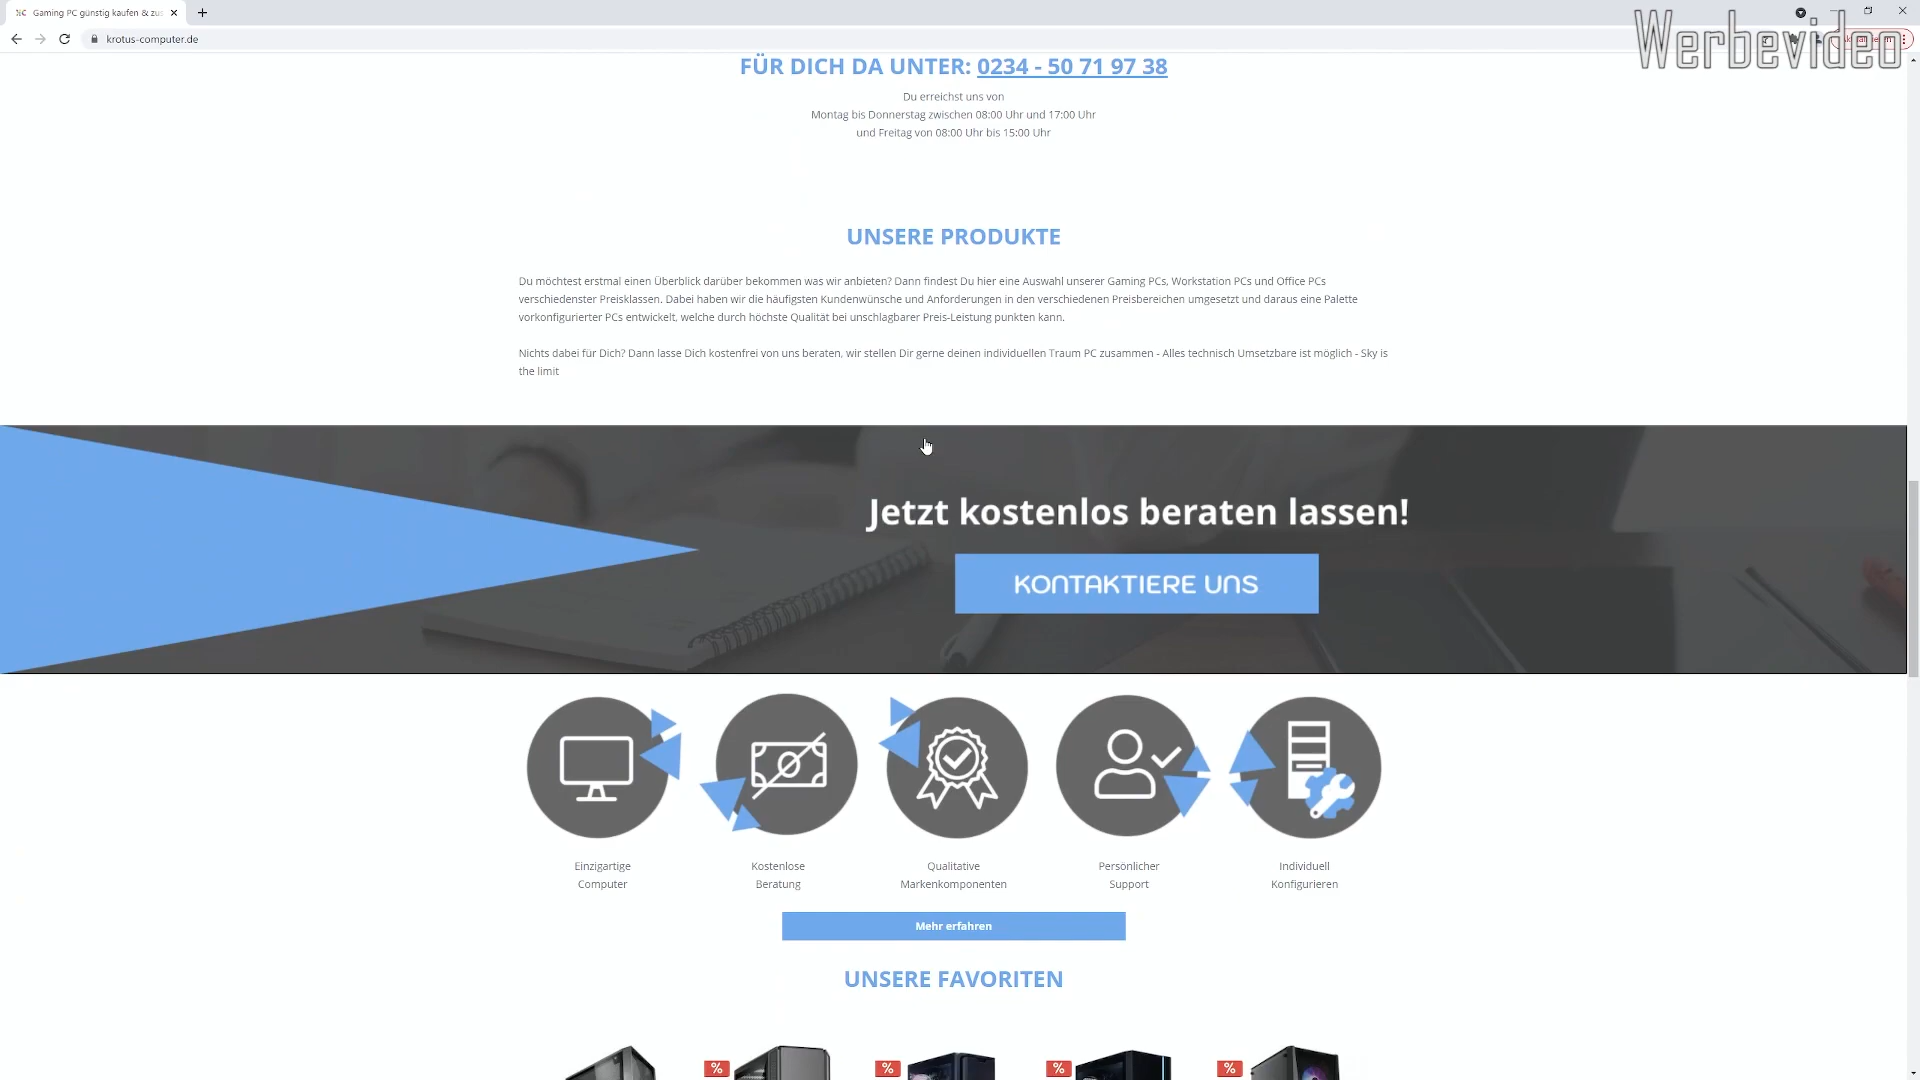 Gaming PC günstig kaufen & zus
krotus-computer.de
Werbevideo
FÜR DICH DA UNTER: 0234 - 50 71 97 38
Du erreichst uns von
Montag bis Donnerstag zwischen 08:00 Uhr und 17:00 Uhr
und Freitag von 08:00 Uhr bis 15:00 Uhr
UNSERE PRODUKTE
Du möchtest erstmal einen Überblick darüber bekommen was wir anbieten? Dann findest Du hier eine Auswahl unserer Gaming PCs, Workstation PCs und Office PCs
verschiedenster Preisklassen. Dabei haben wir die häufigsten Kundenwünsche und Anforderungen in den verschiedenen Preisbereichen umgesetzt und daraus eine Palette
vorkonfigurierter PCs entwickelt, welche durch höchste Qualität bei unschlagbarer Preis-Leistung punkten kann.
Nichts dabei für Dich? Dann lasse Dich kostenfrei von uns beraten, wir stellen Dir gerne deinen individuellen Traum PC zusammen - Alles technisch Umsetzbare ist möglich - Sky is
the limit
Jetzt kostenlos beraten lassen!
KONTAKTIERE UNS
Einzigartige
Computer
Kostenlose
Beratung
Qualitative
Markenkomponenten
Persönlicher
Support
Individuell
Konfigurieren
Mehr erfahren
UNSERE FAVORITEN
% % % %